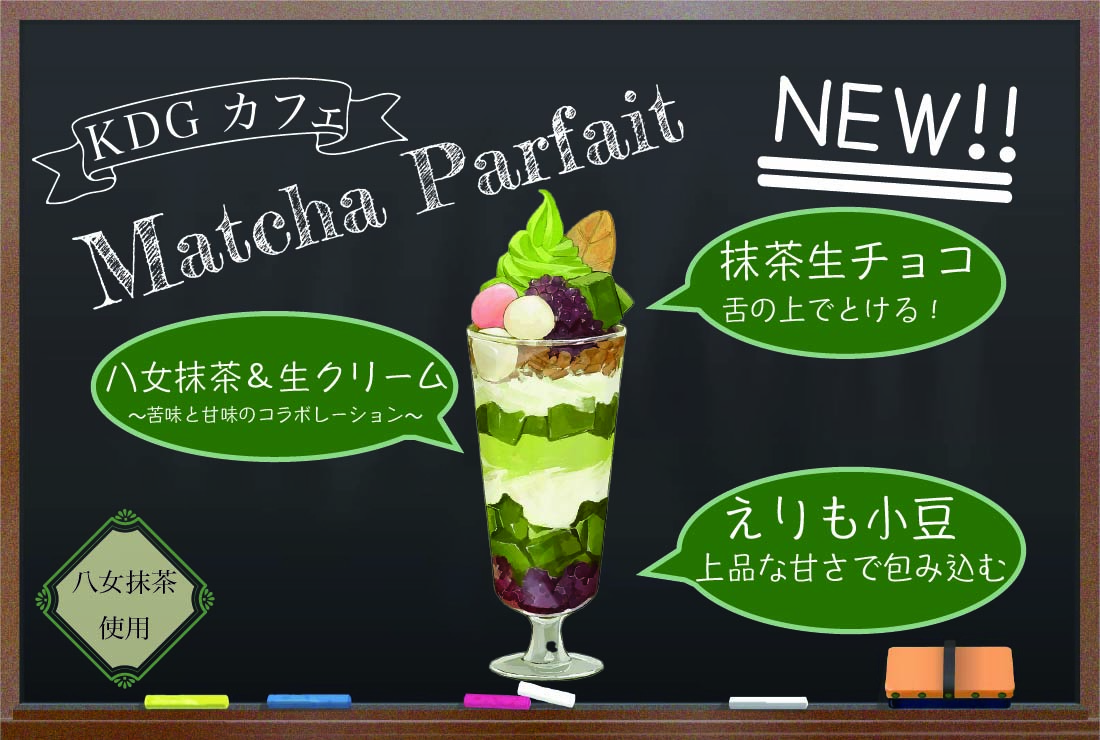 KDG カフェ
Matcha Parfait
NEW!!
抹茶生チョコ
舌の上でとける！
八女抹茶＆生クリーム
～苦味と甘味のコラボレーション～
えりも小豆
上品な甘さで包み込む
八女抹茶
使用